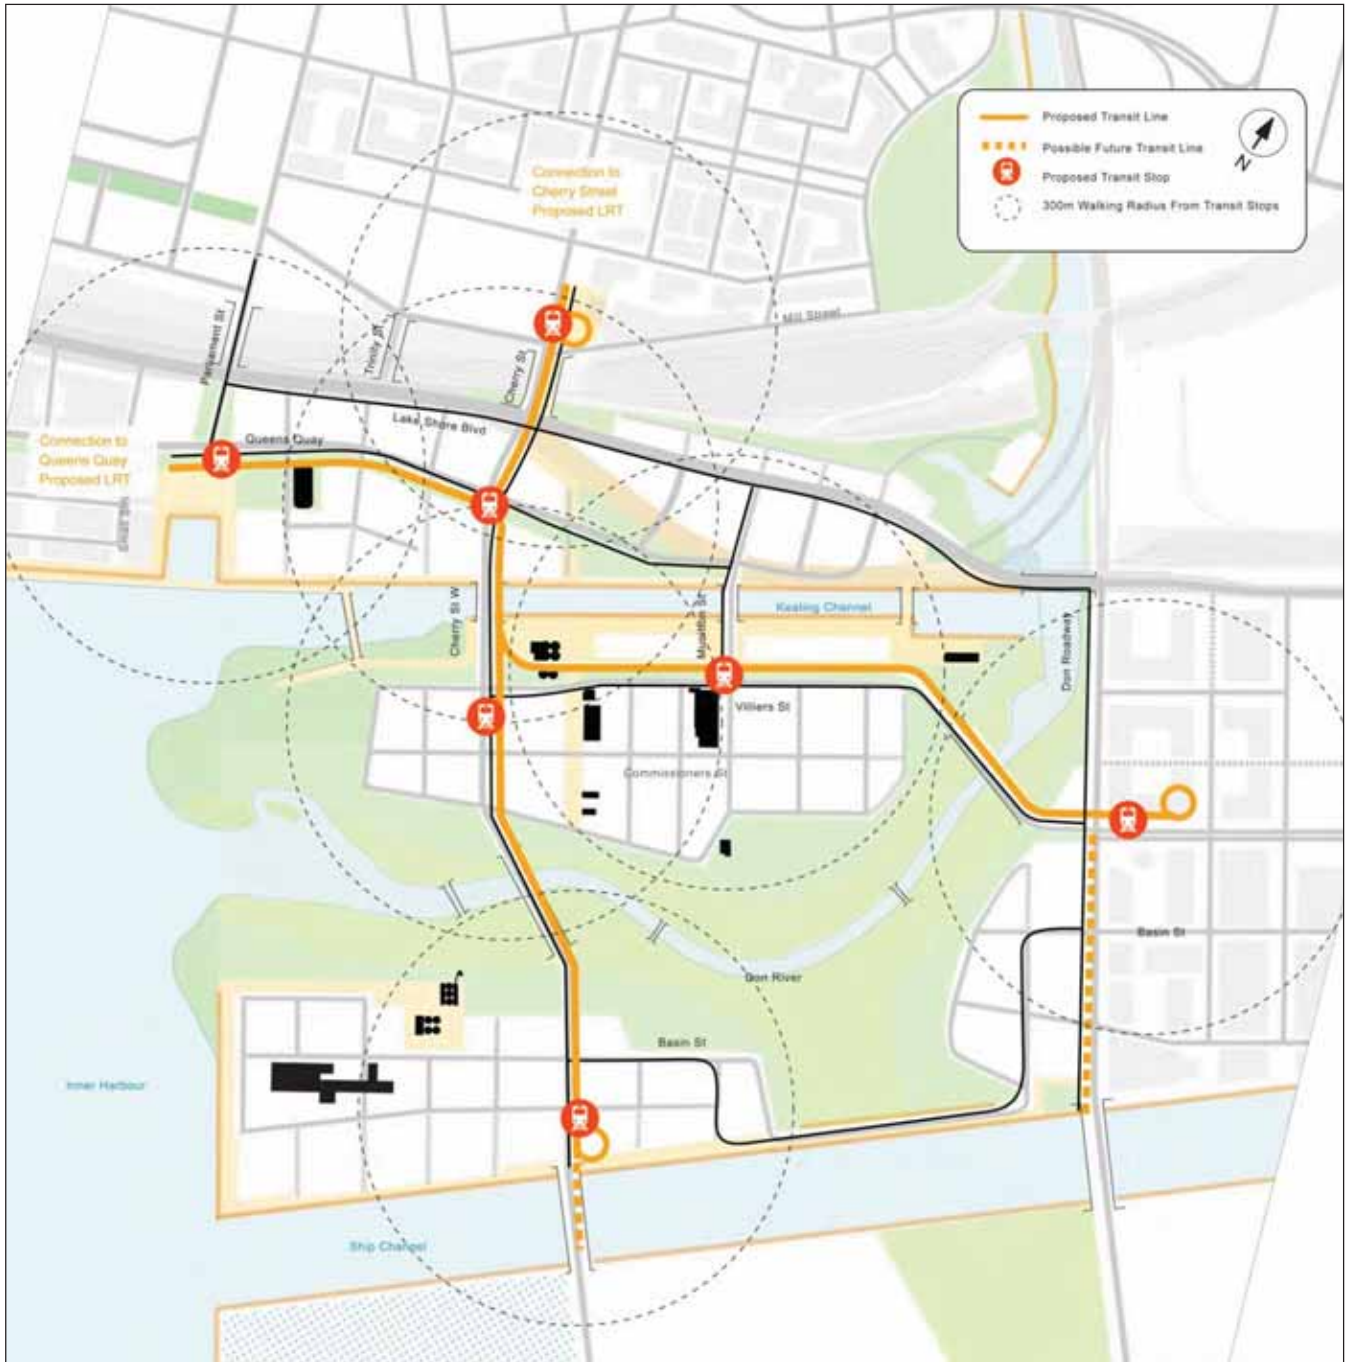 Proposed Transit Line
Possible Future Transit Line
Proposed Transit Stop
300m Walking Radius From Transit Stops
N
Connection to
Cherry Street
Proposed LRT
Mill Street
Parliament St
Trinity St
Cherry St
Lake Shore Blvd
Queens Quay
Connection to
Queens Quay
Proposed LRT
Cherry St W
Munition St
Keating Channel
Don Roadway
Villiers St
Commissioners St
Basin St
Don River
Basin St
Inner Harbour
Ship Channel